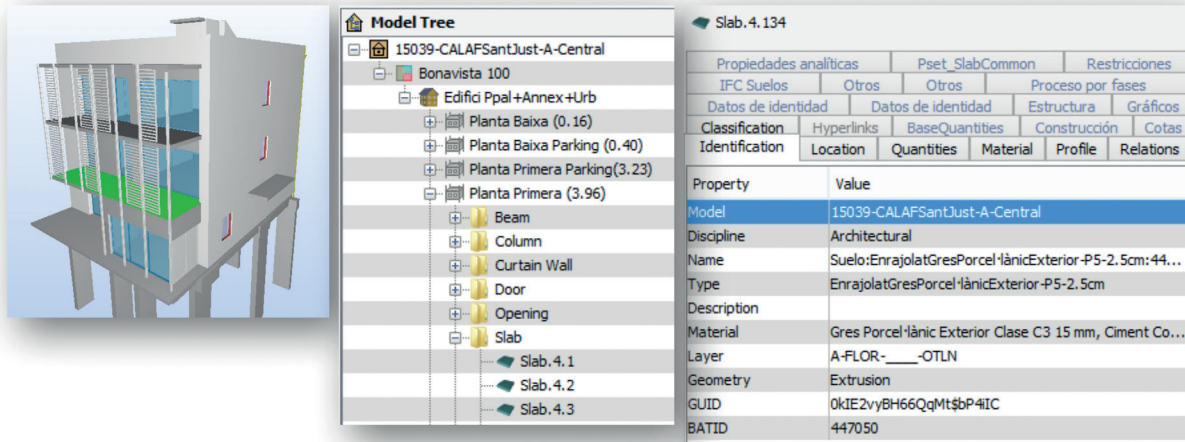 Model Tree
15039-CALAFSantJust-A-Central
Bonavista 100
Edifici Ppal+Annex+Urb
Planta Baixa (0.16)
Planta Baixa Parking (0.40)
Planta Primera Parking(3.23)
Planta Primera (3.96)
Beam
Column
Curtain Wall
Door
Opening
Slab
Slab.4.1
Slab.4.2
Slab.4.3
Slab.4.134
Propiedades analíticas Pset_SlabCommon Restricciones
IFC Suelos Otros Otros Proceso por fases
Datos de identidad Datos de identidad Estructura Gráficos
Classification Hyperlinks BaseQuantities Construcción Cotas
Identification Location Quantities Material Profile Relations
Property Value
Model 15039-CALAFSantJust-A-Central
Discipline Architectural
Name Suelo:EnrajolatGresPorcel·lànicExterior-P5-2.5cm:44...
Type EnrajolatGresPorcel·lànicExterior-P5-2.5cm
Description
Material Gres Porcel·lànic Exterior Clase C3 15 mm, Ciment Co...
Layer A-FLOR-____-OTLN
Geometry Extrusion
GUID 0kIE2vyBH66QqMt$bP4iIC
BATID 447050